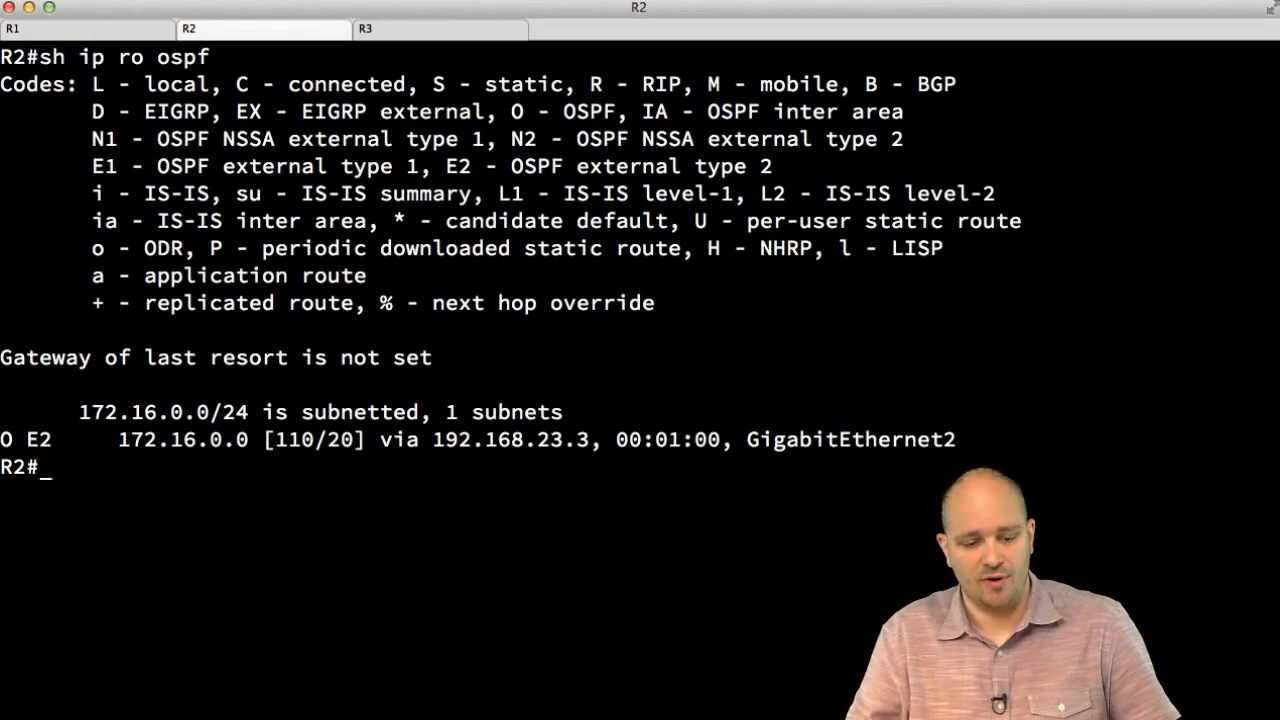 R2
R1
R2
R3
R2#sh ip ro ospf
Codes: L - local, C - connected, S - static, R - RIP, M - mobile, B - BGP
D - EIGRP, EX - EIGRP external, O - OSPF, IA - OSPF inter area
N1 - OSPF NSSA external type 1, N2 - OSPF NSSA external type 2
E1 - OSPF external type 1, E2 - OSPF external type 2
i - IS-IS, su - IS-IS summary, L1 - IS-IS level-1, L2 - IS-IS level-2
ia - IS-IS inter area, * - candidate default, U - per-user static route
o - ODR, P - periodic downloaded static route, H - NHRP, l - LISP
a - application route
+ - replicated route, % - next hop override
Gateway of last resort is not set
172.16.0.0/24 is subnetted, 1 subnets
O E2 172.16.0.0 [110/20] via 192.168.23.3, 00:01:00, GigabitEthernet2
R2#_